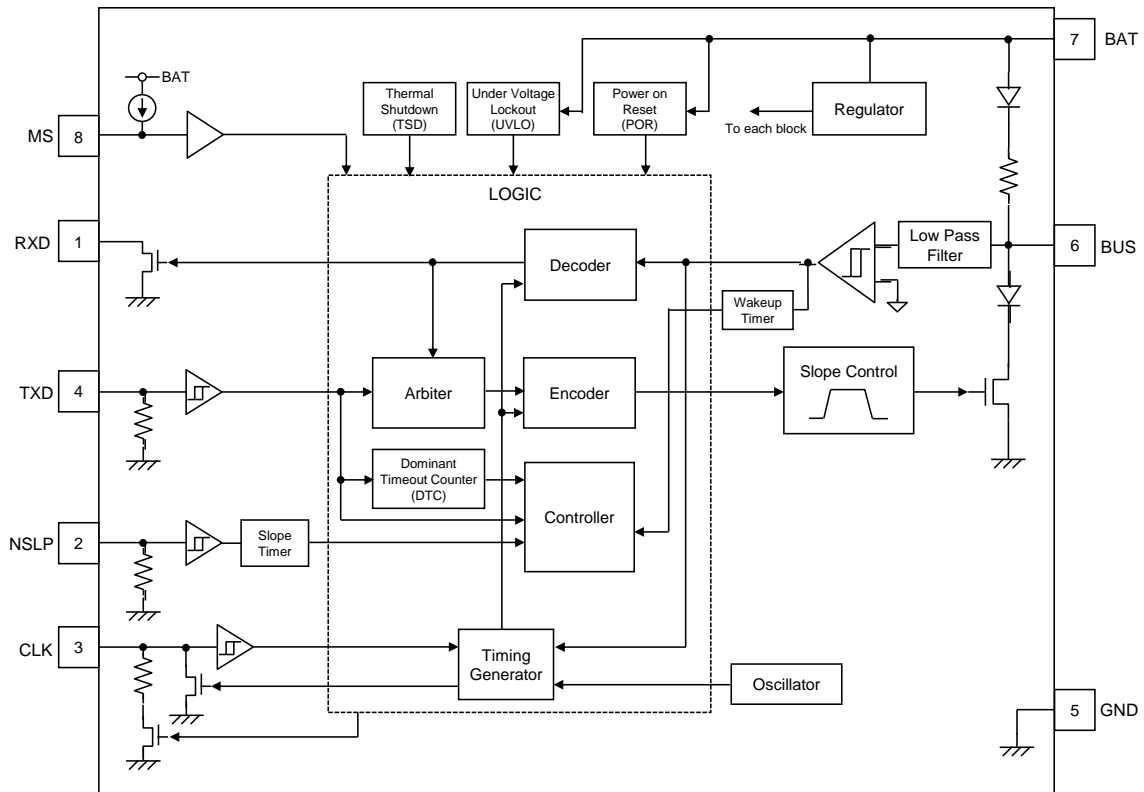 7
BAT
BAT
MS
8
Thermal
Shutdown
(TSD)
Under Voltage
Lockout
(UVLO)
Power on
Reset
(POR)
Regulator
To each block
LOGIC
RXD
1
Decoder
Low Pass
Filter
6
BUS
Wakeup
Timer
TXD
4
Arbiter
Encoder
Slope Control
Dominant
Timeout Counter
(DTC)
Controller
NSLP
2
Slope
Timer
CLK
3
Timing
Generator
Oscillator
5
GND